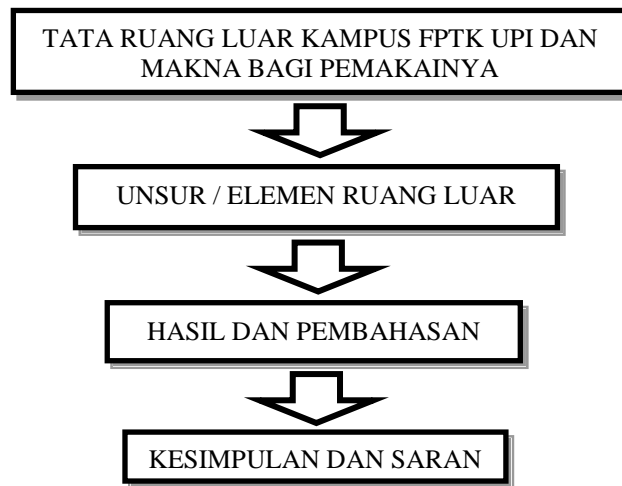 TATA RUANG LUAR KAMPUS FPTK UPI DAN
MAKNA BAGI PEMAKAINYA
UNSUR / ELEMEN RUANG LUAR
HASIL DAN PEMBAHASAN
KESIMPULAN DAN SARAN